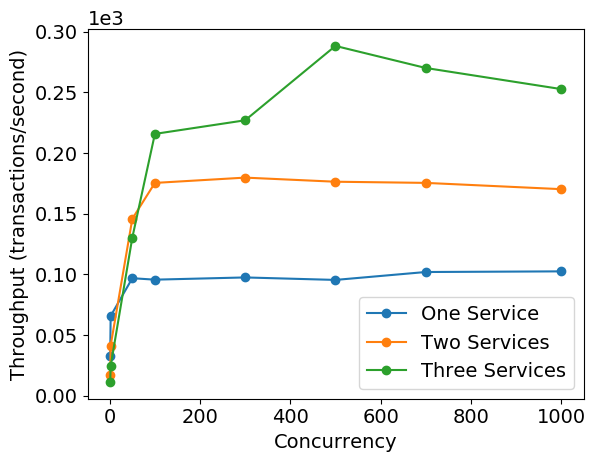 1e3
0.30
0.25
0.20
0.15
0.10
0.05
0.00
Throughput (transactions/second)
One Service
Two Services
Three Services
0 200 400 600 800 1000
Concurrency